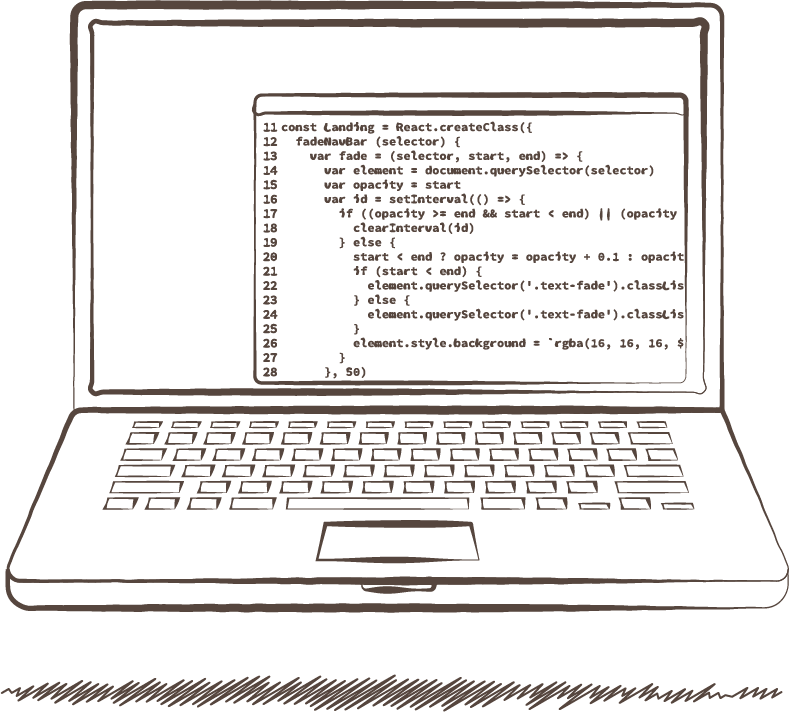 11 const Landing = React.createClass({
12 fadeNavBar (selector) {
13 var fade = (selector, start, end) => {
14 var element = document.querySelector(selector)
15 var opacity = start
16 var id = setInterval(() => {
17 if ((opacity >= end && start < end) || (opacity
18 clearInterval(id)
19 } else {
20 start < end ? opacity = opacity + 0.1 : opacit
21 if (start < end) {
22 element.querySelector('.text-fade').classLis
23 } else {
24 element.querySelector('.text-fade').classLis
25 }
26 element.style.background = `rgba(16, 16, 16, $
27 }
28 }, 50)